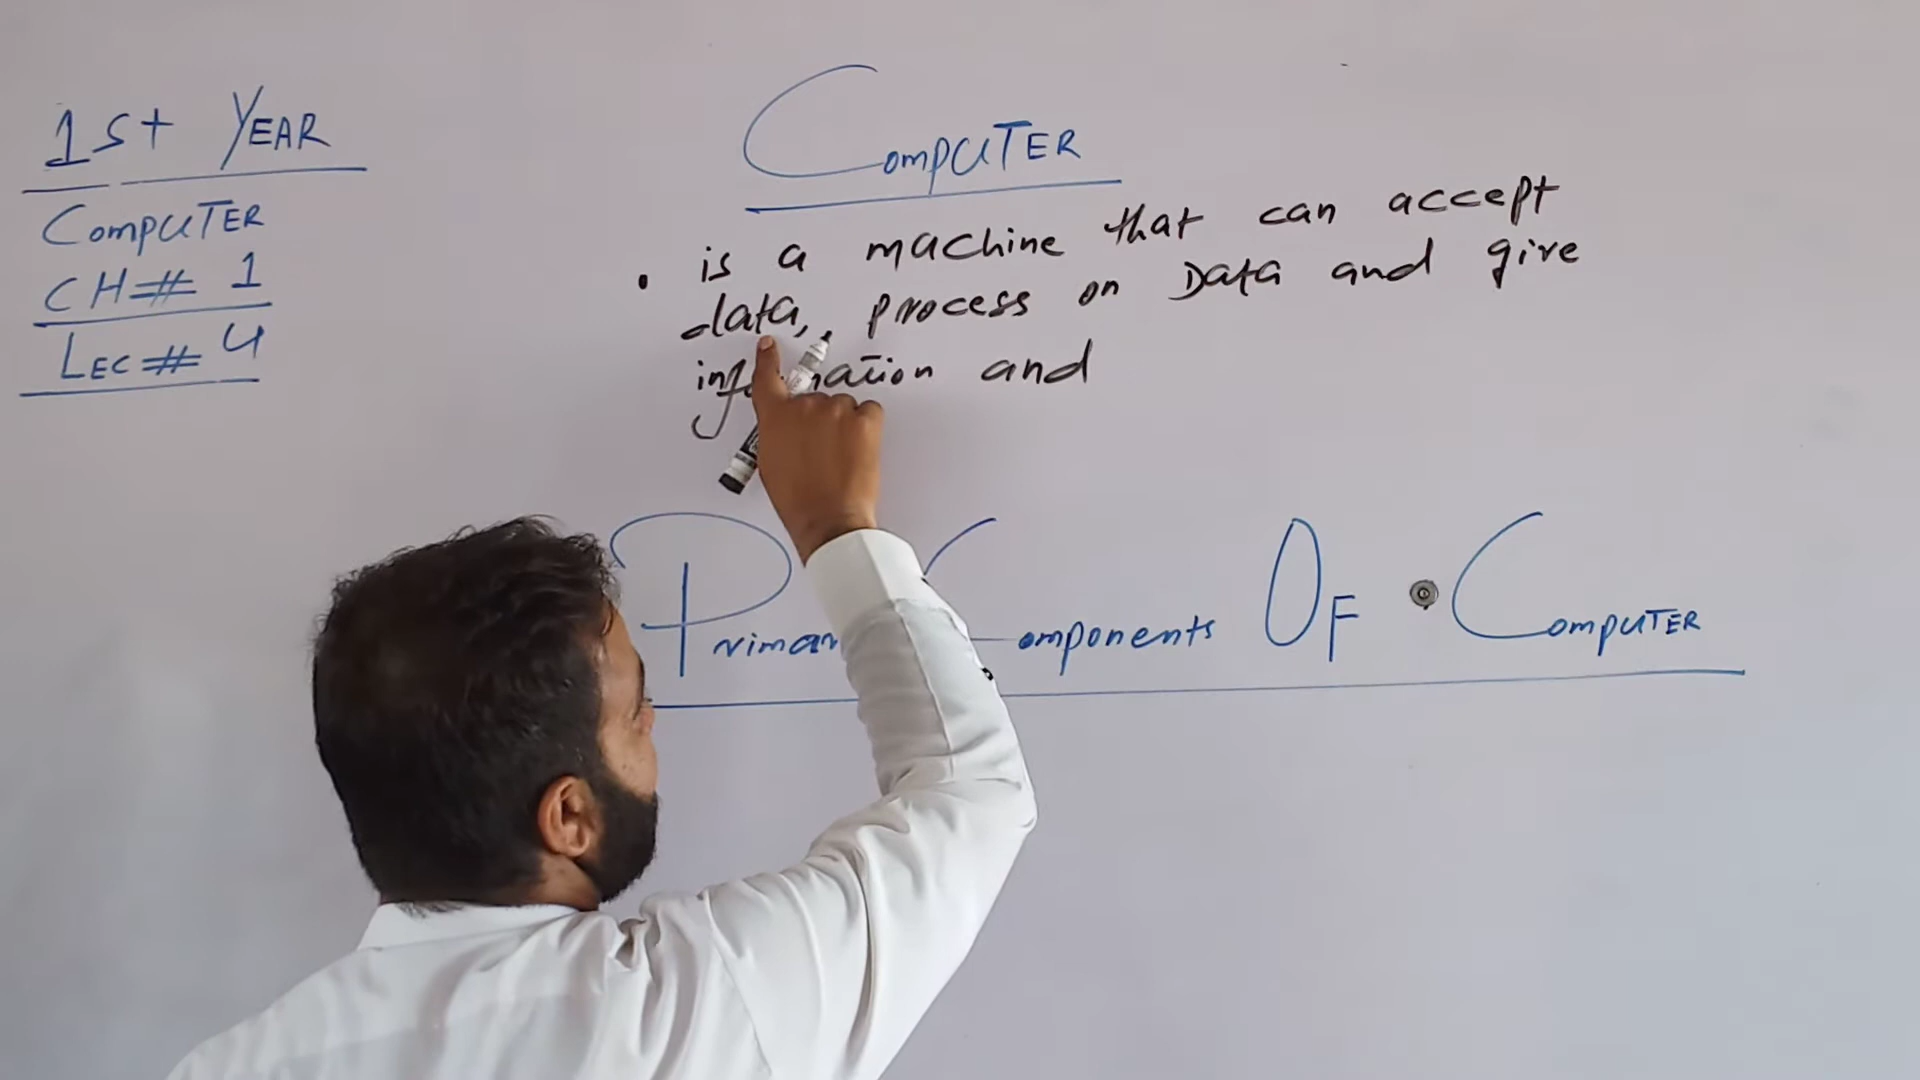 1st YEAR
COMPUTER
CH# 1
LEC# 4
COMPUTER
• is a machine that can accept
data, process on Data and give
information and
Primary Components OF COMPUTER